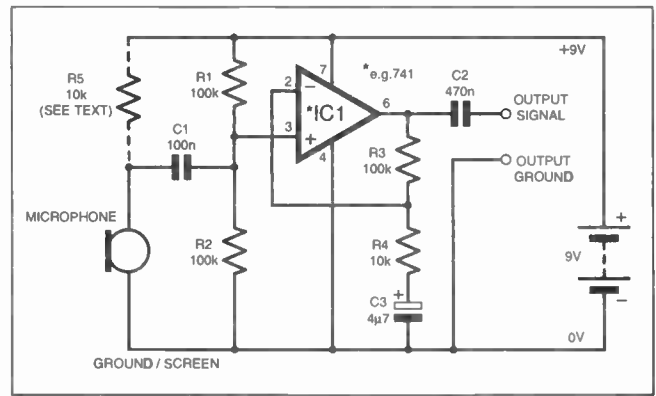 +9V
R5
10k
(SEE TEXT)
R1
100k
2
7
*e.g.741
C2
470n
C1
100n
*IC1
6
OUTPUT
SIGNAL
3
4
R3
100k
OUTPUT
GROUND
MICROPHONE
R2
100k
R4
10k
+
9V
C3
4µ7
+
−
0V
GROUND / SCREEN
−
+